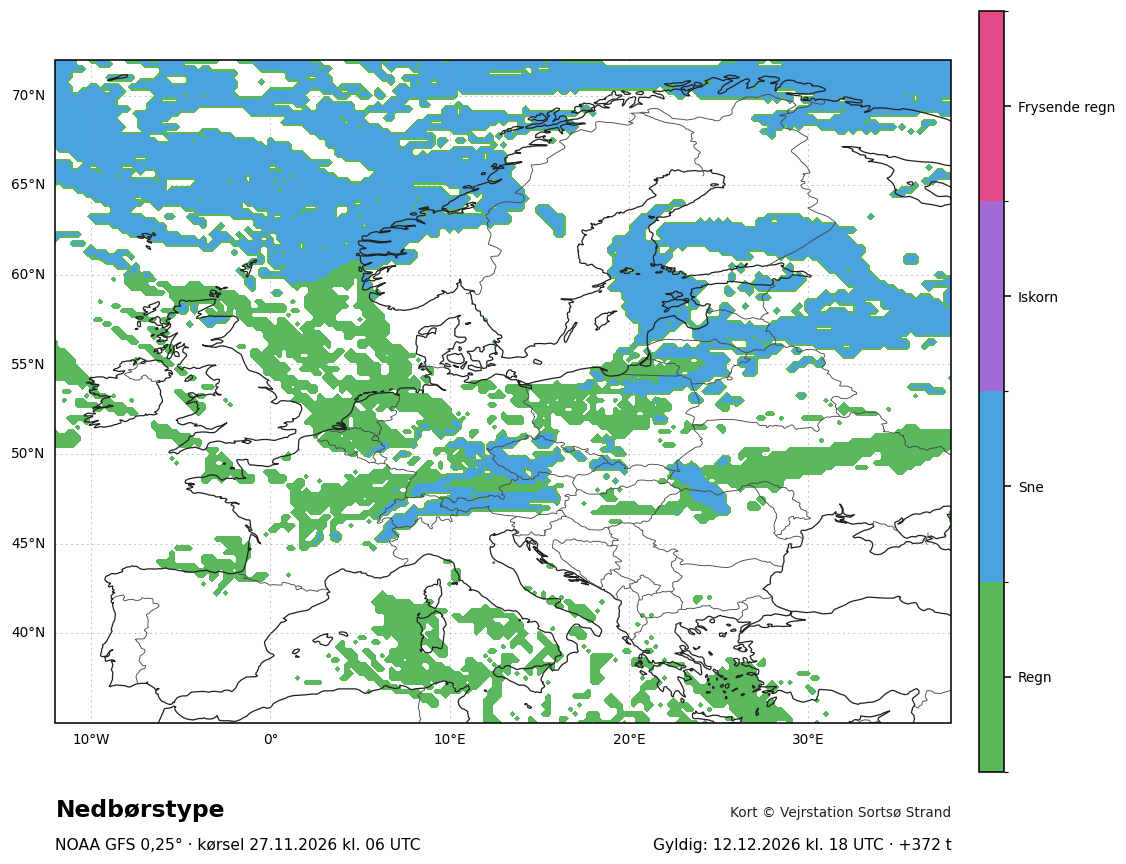 70°N
65°N
60°N
55°N
50°N
45°N
40°N
10°W
0°
10°E
20°E
30°E
Frysende regn
Iskorn
Sne
Regn
Nedbørstype
Kort © Vejrstation Sortsø Strand
NOAA GFS 0,25° · kørsel 27.11.2026 kl. 06 UTC
Gyldig: 12.12.2026 kl. 18 UTC · +372 t